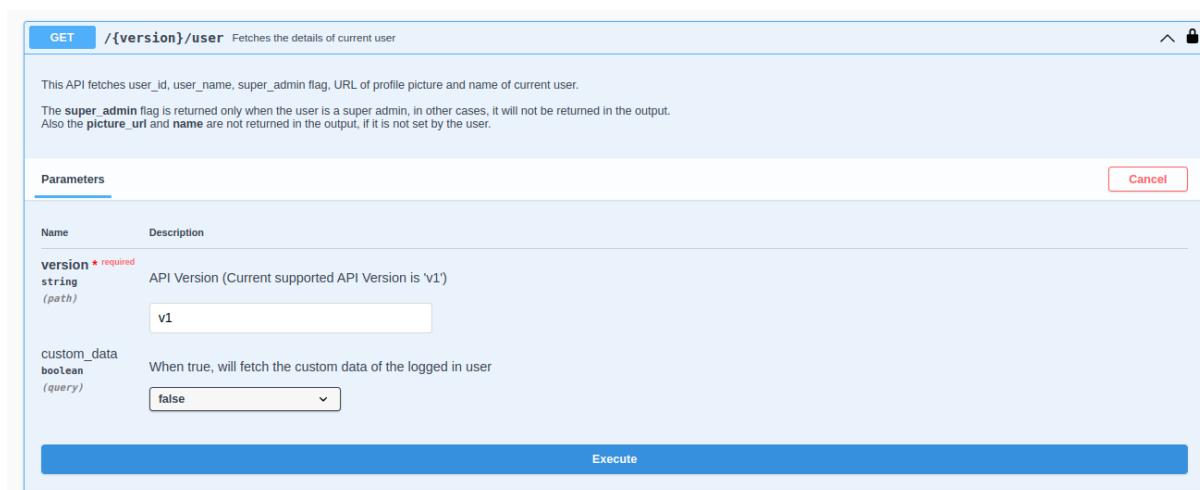 GET /{version}/user Fetches the details of current user
This API fetches user_id, user_name, super_admin flag, URL of profile picture and name of current user.
The super_admin flag is returned only when the user is a super admin, in other cases, it will not be returned in the output.
Also the picture_url and name are not returned in the output, if it is not set by the user.
Parameters
Cancel
Name Description
version * required
string
(path)
API Version (Current supported API Version is 'v1')
v1
custom_data
boolean
(query)
When true, will fetch the custom data of the logged in user
false
Execute